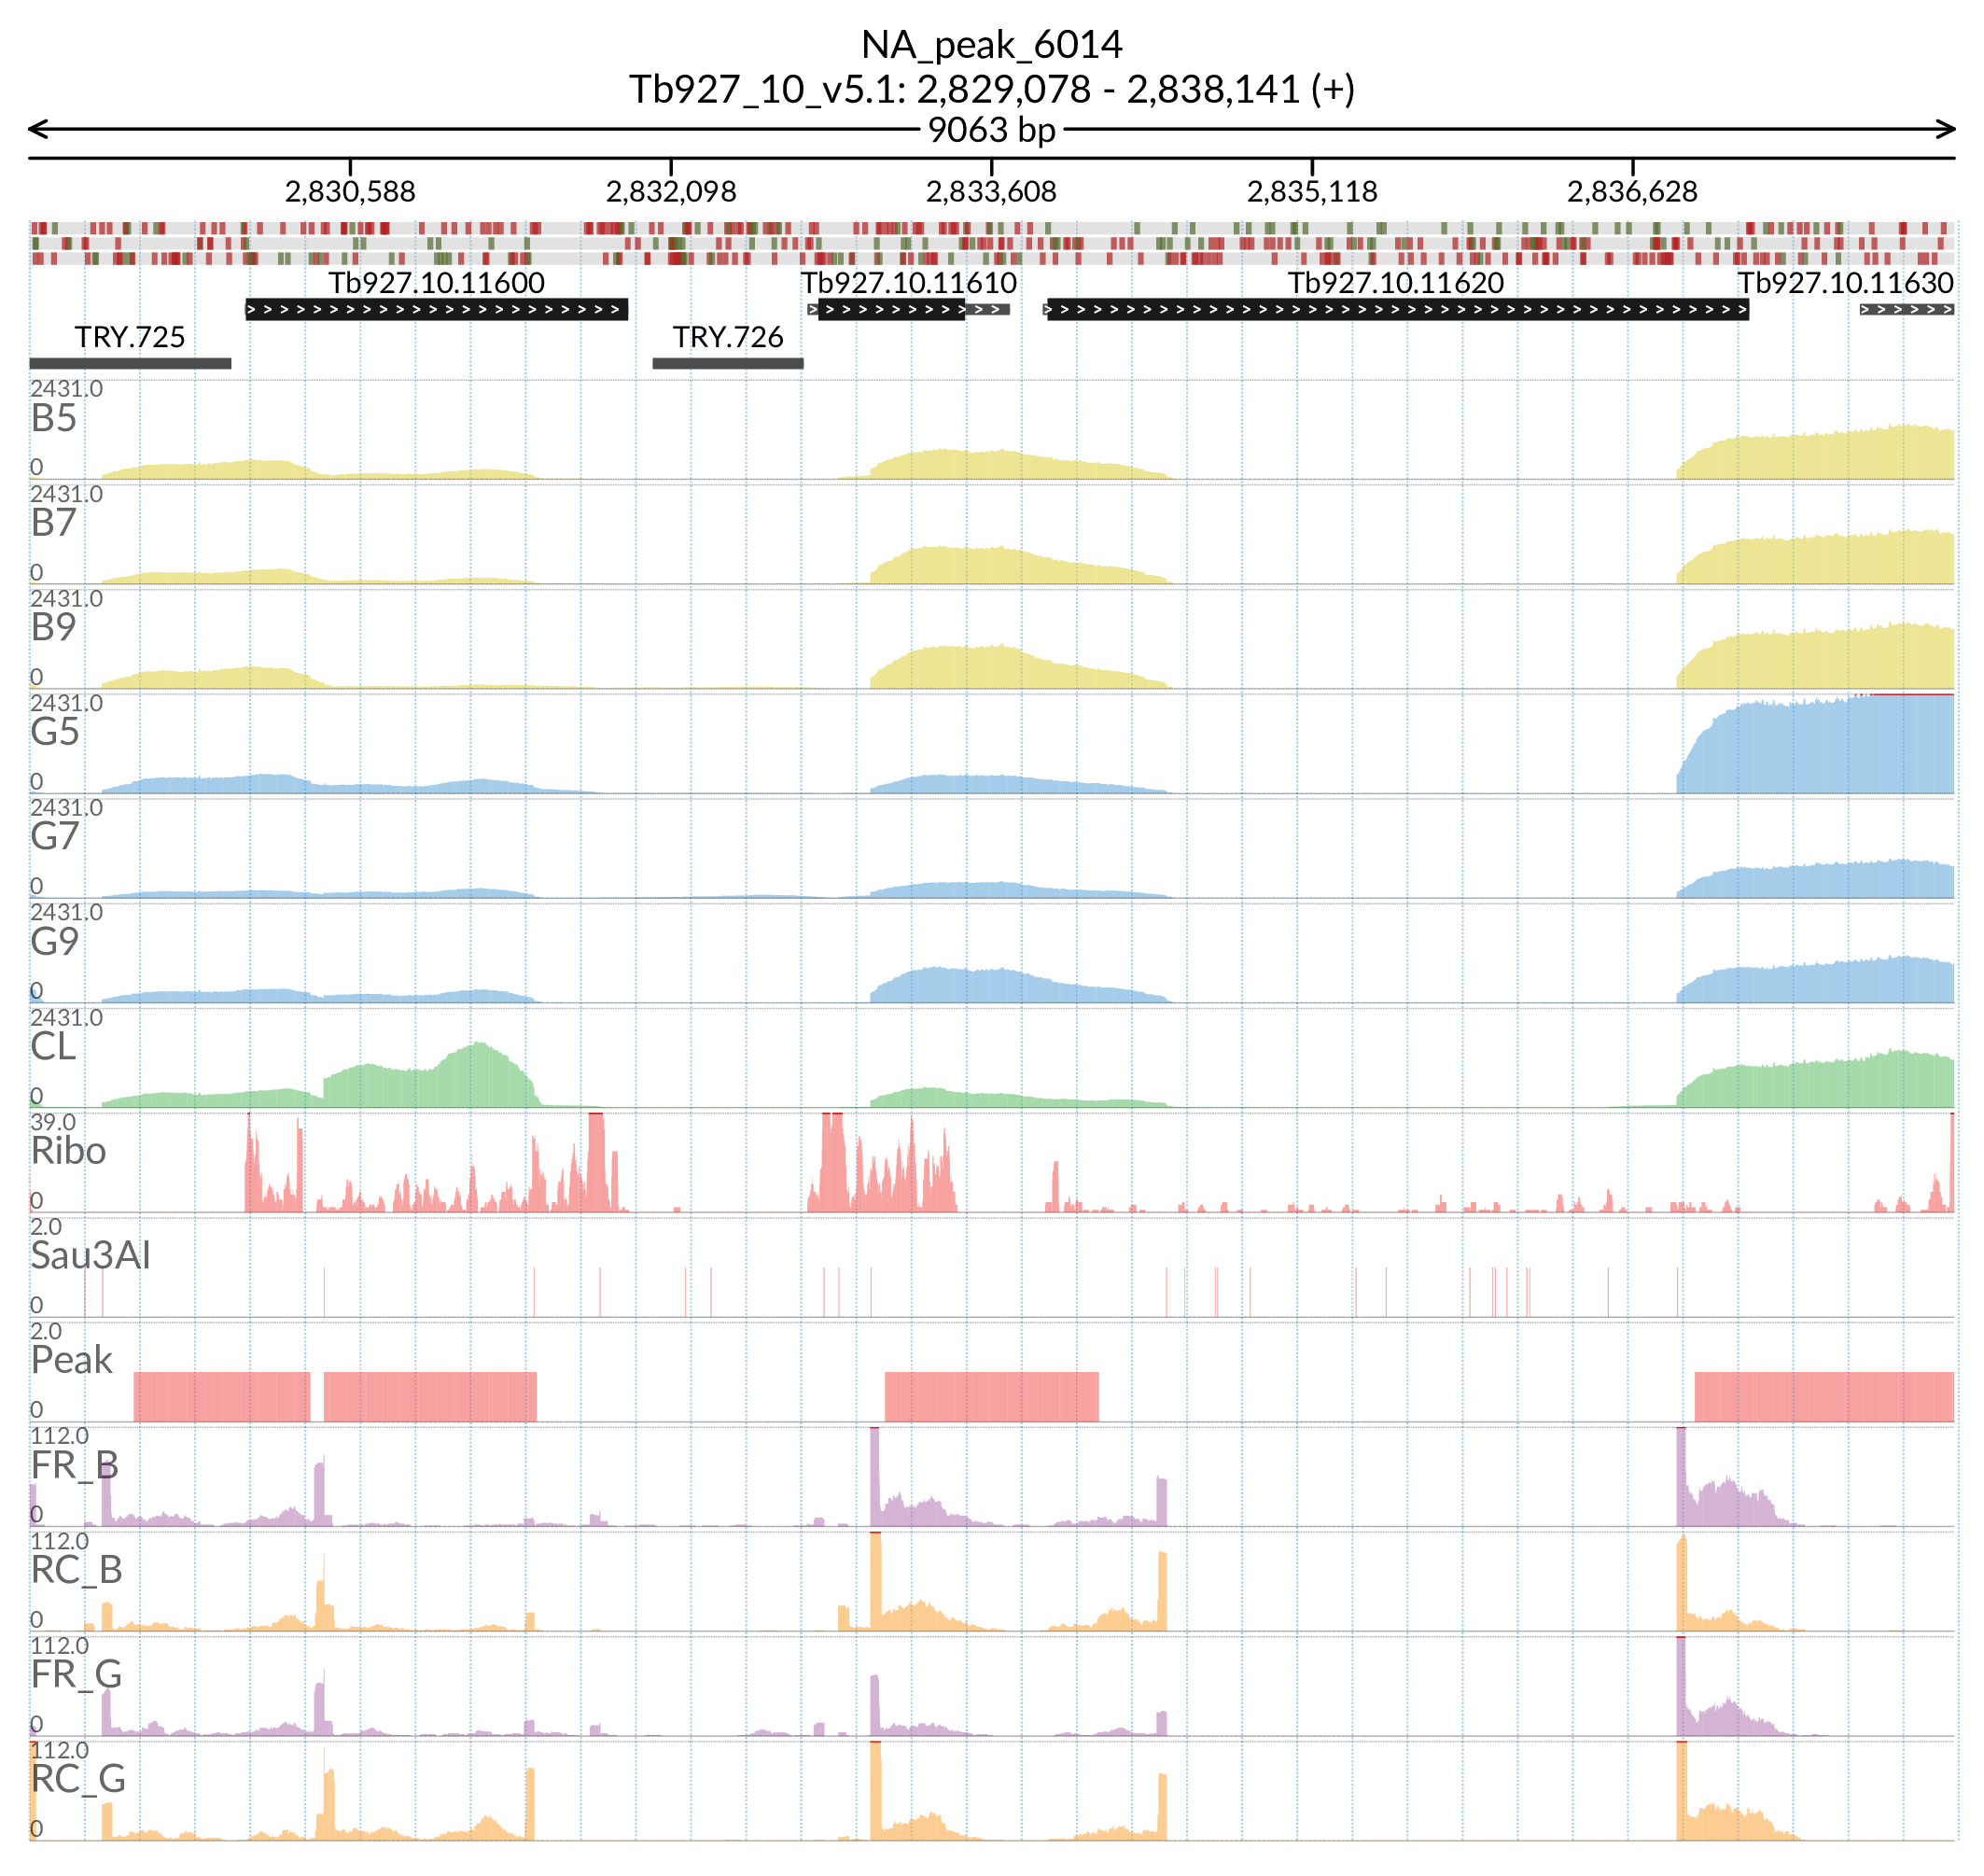 NA_peak_6014
Tb927_10_v5.1: 2,829,078 - 2,838,141 (+)
9063 bp
2,830,588 2,832,098 2,833,608 2,835,118 2,836,628
Tb927.10.11600 Tb927.10.11610 Tb927.10.11620 Tb927.10.11630
TRY.725 TRY.726
2431.0
B5
0
2431.0
B7
0
2431.0
B9
0
2431.0
G5
0
2431.0
G7
0
2431.0
G9
0
2431.0
CL
0
39.0
Ribo
0
2.0
Sau3AI
0
2.0
Peak
0
112.0
FR_B
0
112.0
RC_B
0
112.0
FR_G
0
112.0
RC_G
0